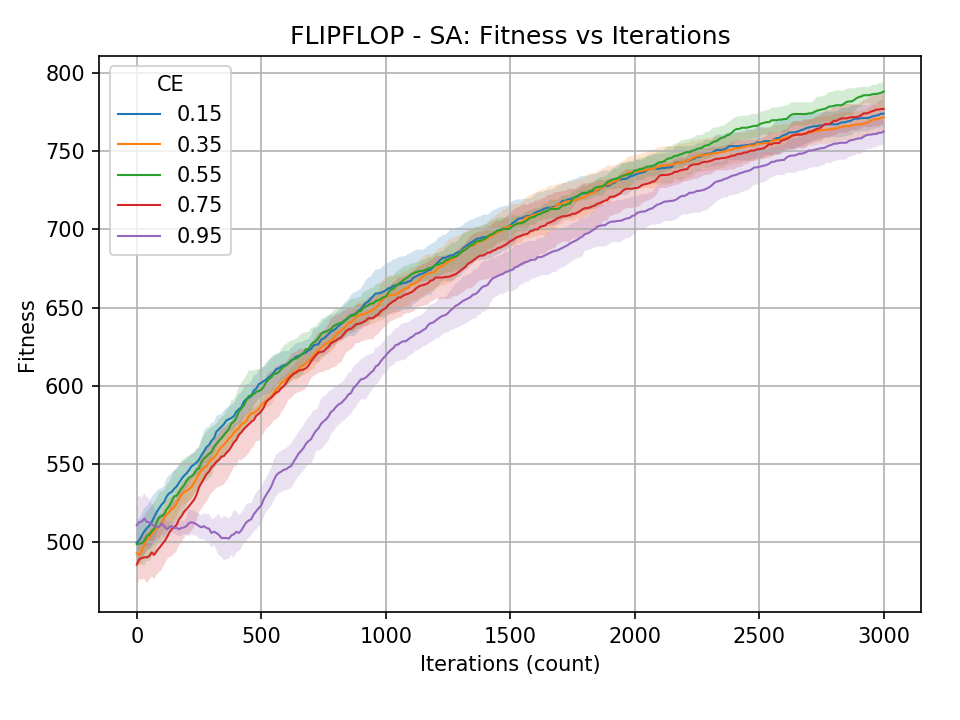 FLIPFLOP - SA: Fitness vs Iterations
Fitness
800
750
700
650
600
550
500
CE
0.15
0.35
0.55
0.75
0.95
0 500 1000 1500 2000 2500 3000
Iterations (count)